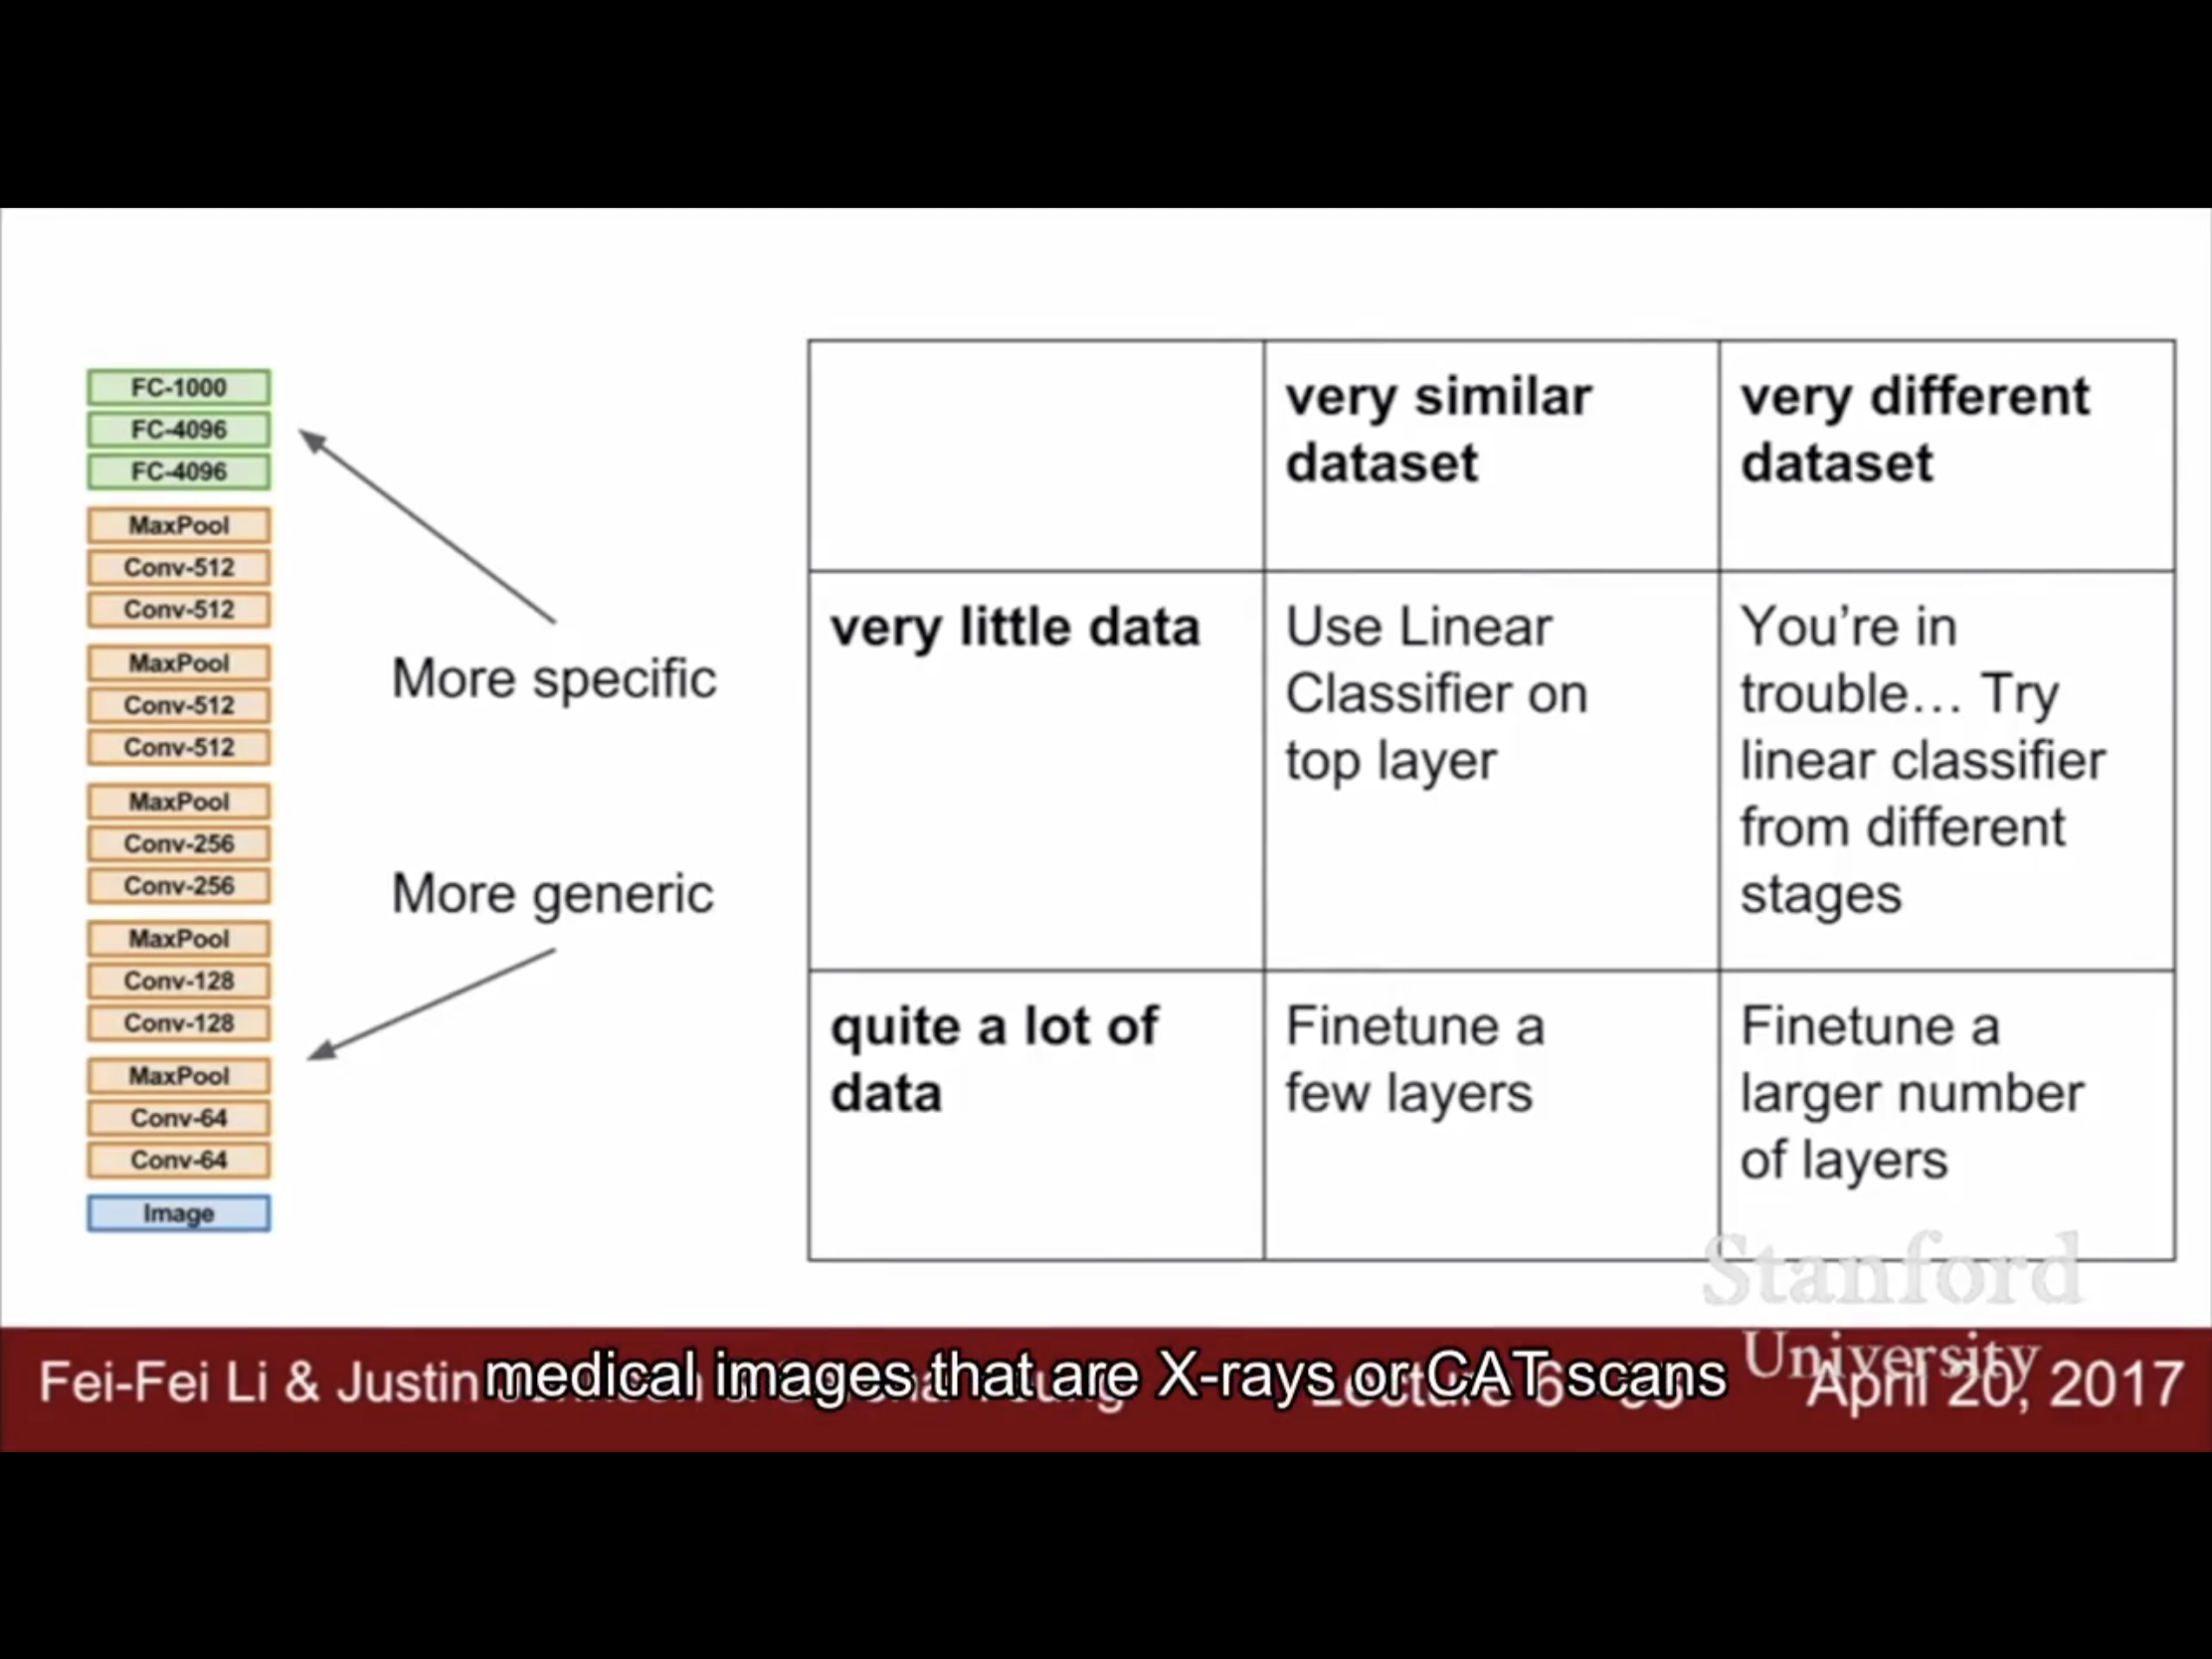 FC-1000
FC-4096
FC-4096
MaxPool
Conv-512
Conv-512
MaxPool
Conv-512
Conv-512
MaxPool
Conv-256
Conv-256
MaxPool
Conv-128
Conv-128
MaxPool
Conv-64
Conv-64
Image
More specific
More generic
very similar
dataset
very different
dataset
very little data
Use Linear
Classifier on
top layer
You're in
trouble... Try
linear classifier
from different
stages
quite a lot of
data
Finetune a
few layers
Finetune a
larger number
of layers
Stanford
University
Fei-Fei Li & Justin
Lecture 6
April 20, 2017
medical images that are X-rays or CAT scans